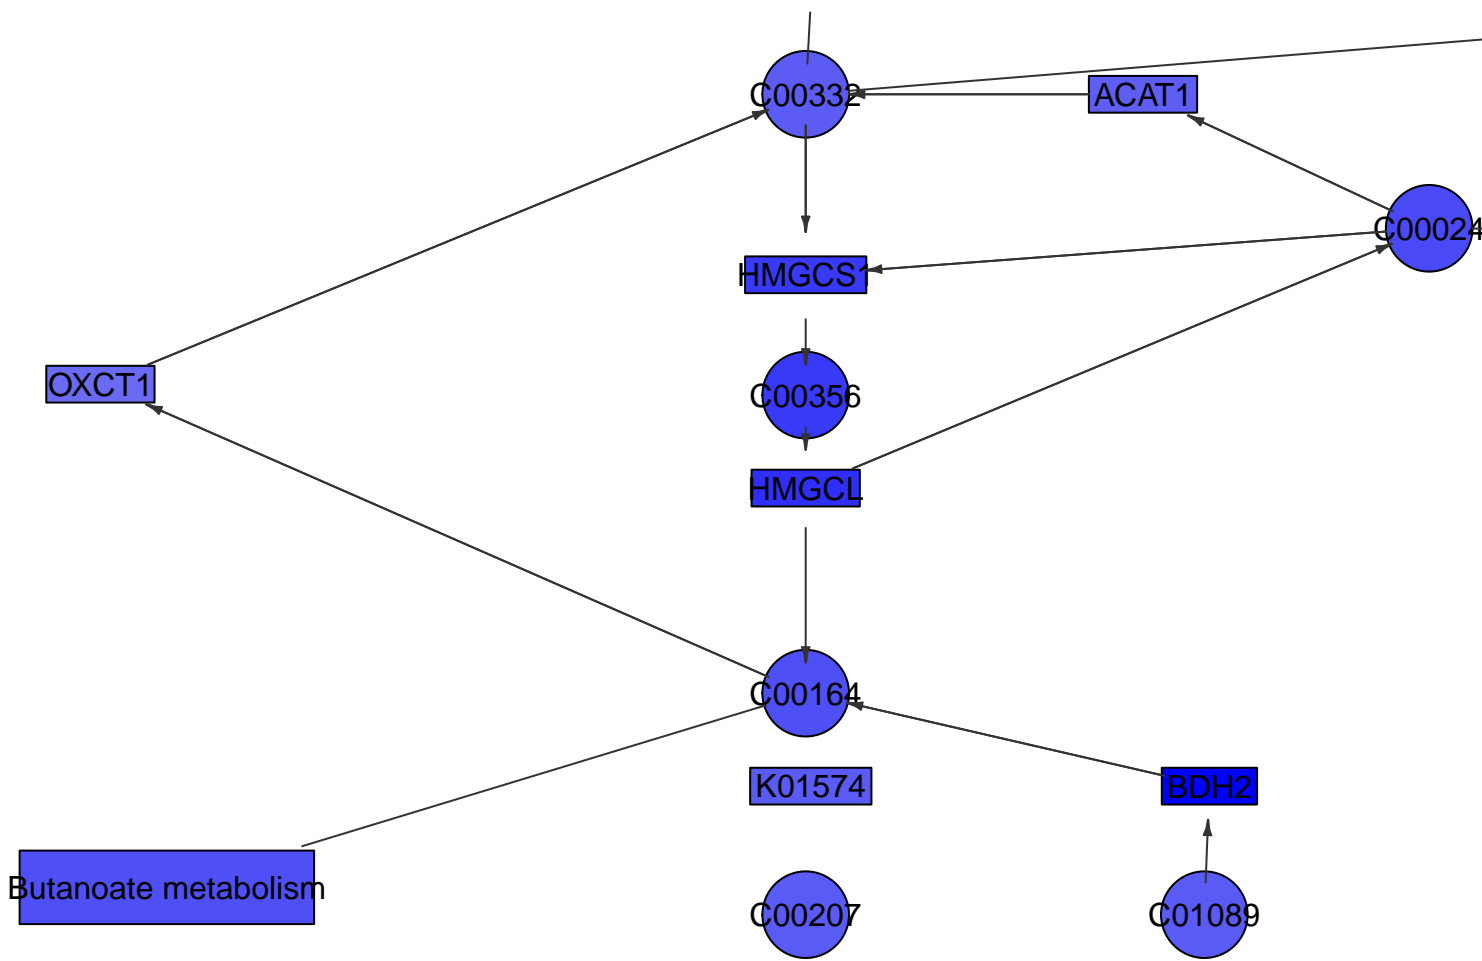 C00332
ACAT1
C00024
HMGCS1
OXCT1
C00356
HMGCL
C00164
K01574
BDH2
Butanoate metabolism
C00207
C01089